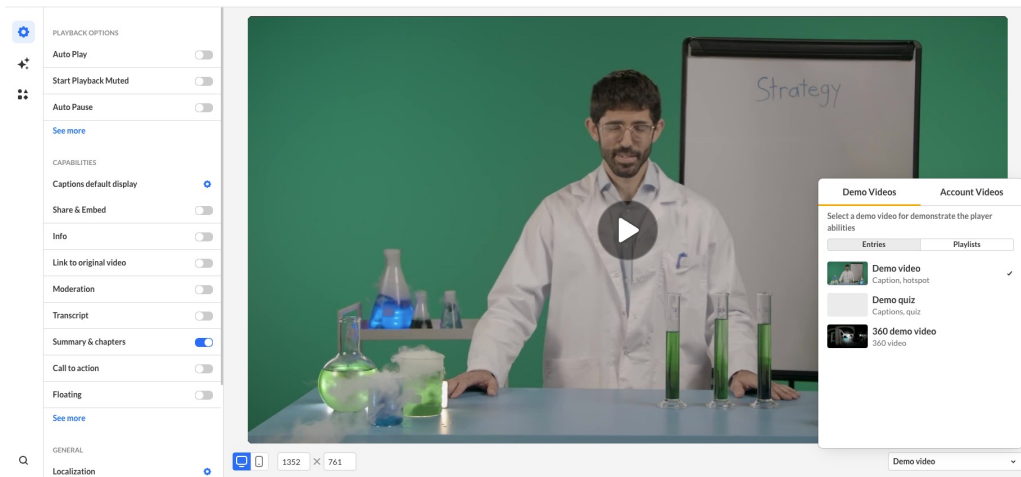 PLAYBACK OPTIONS
Auto Play
Start Playback Muted
Auto Pause
See more
CAPABILITIES
Captions default display
Share & Embed
Info
Link to original video
Moderation
Transcript
Summary & chapters
Call to action
Floating
See more
GENERAL
Localization
Strategy
1352 × 761
Demo Videos
Account Videos
Select a demo video for demonstrate the player
abilities
Entries
Playlists
Demo video
Caption, hotspot
Demo quiz
Captions, quiz
360 demo video
360 video
Demo video